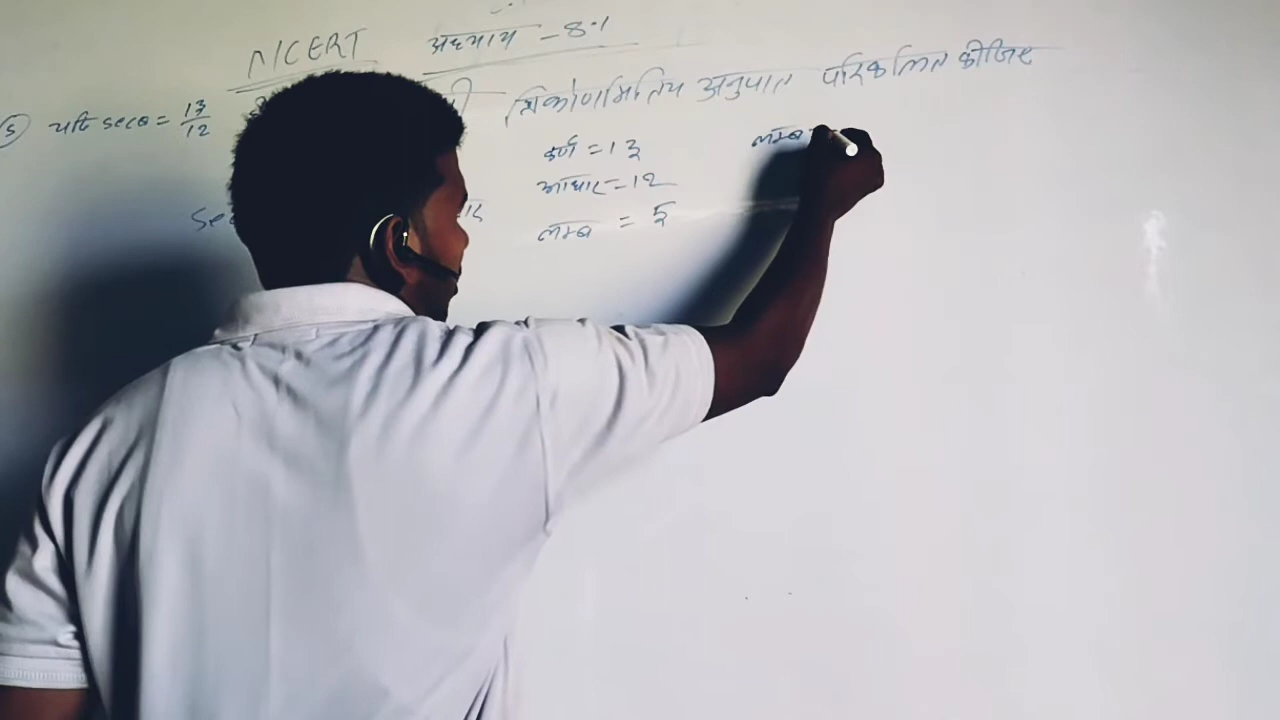 NCERT अध्याय - 8.1
5 यदि secθ = 13/12 त्रिकोणमितिय अनुपात परिकलित कीजिए
कर्ण = 13
आधार = 12
लम्ब = 5
लम्ब